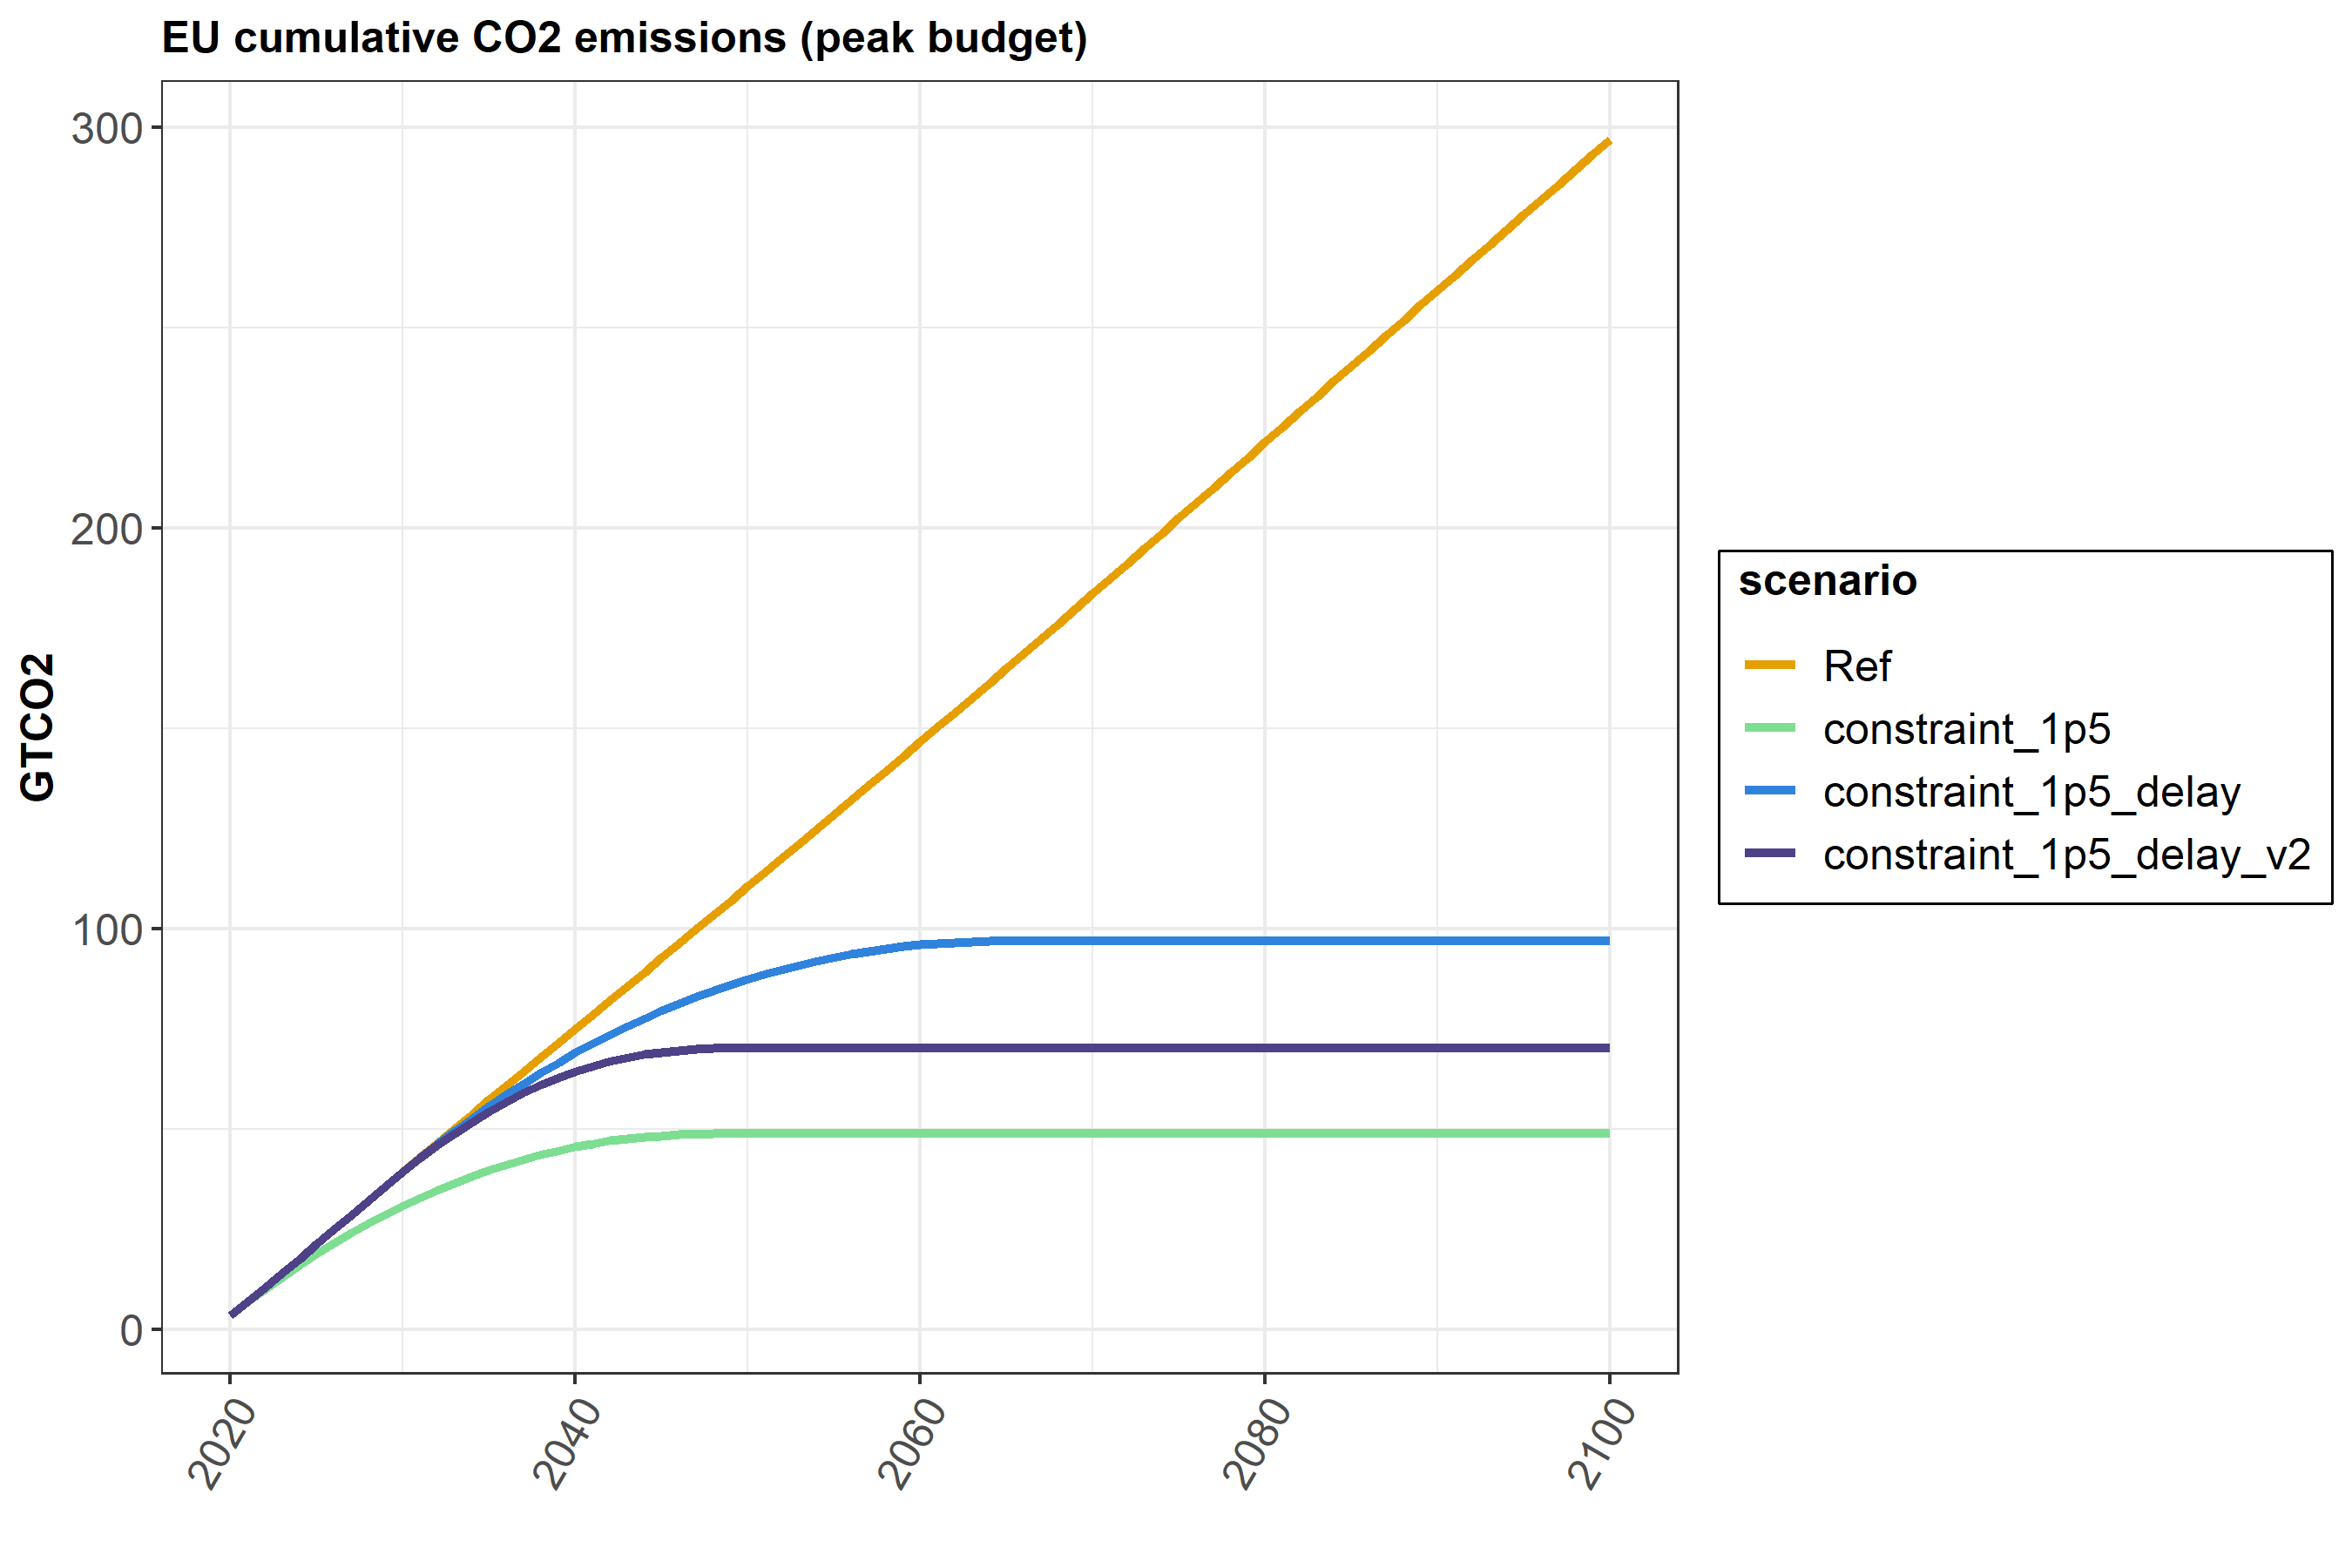 EU cumulative CO2 emissions (peak budget)
GTCO2
300
200
100
0
2020
2040
2060
2080
2100
scenario
Ref
constraint_1p5
constraint_1p5_delay
constraint_1p5_delay_v2